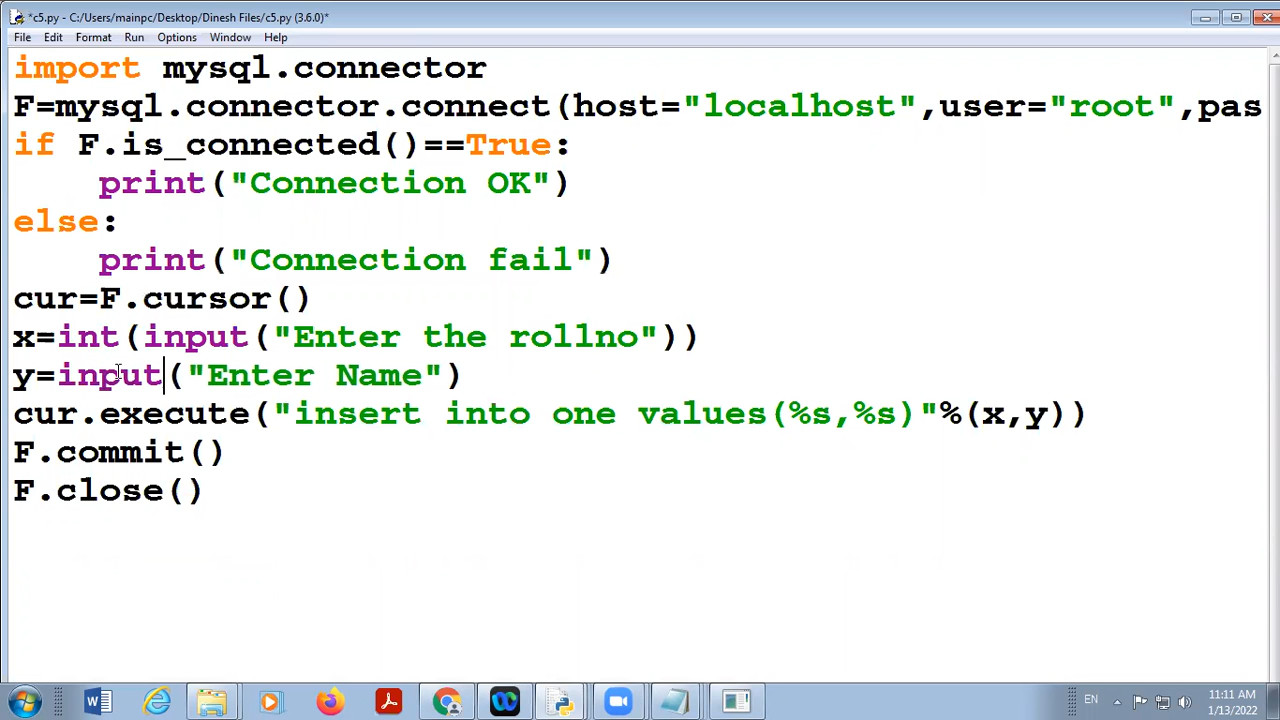 *c5.py - C:/Users/mainpc/Desktop/Dinesh Files/c5.py (3.6.0)*
File Edit Format Run Options Window Help
import mysql.connector
F=mysql.connector.connect(host="localhost",user="root",pas
if F.is_connected()==True:
    print("Connection OK")
else:
    print("Connection fail")
cur=F.cursor()
x=int(input("Enter the rollno"))
y=input("Enter Name")
cur.execute("insert into one values(%s,%s)"%(x,y))
F.commit()
F.close()
EN
11:11 AM
1/13/2022